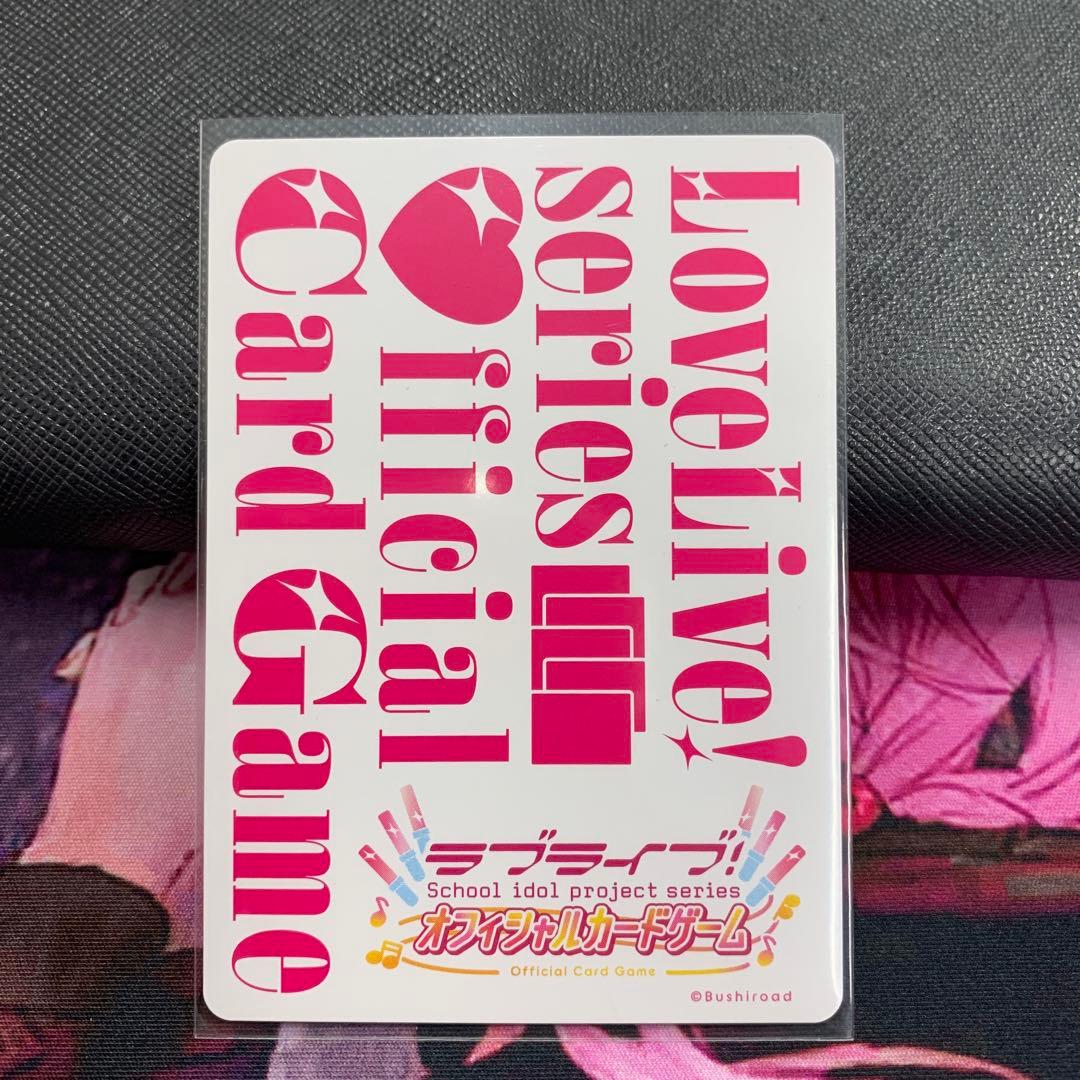 LoveLive!
series
♥fficial
Card Game
ラブライブ!
School idol project series
オフィシャルカードゲーム
Official Card Game
©Bushiroad